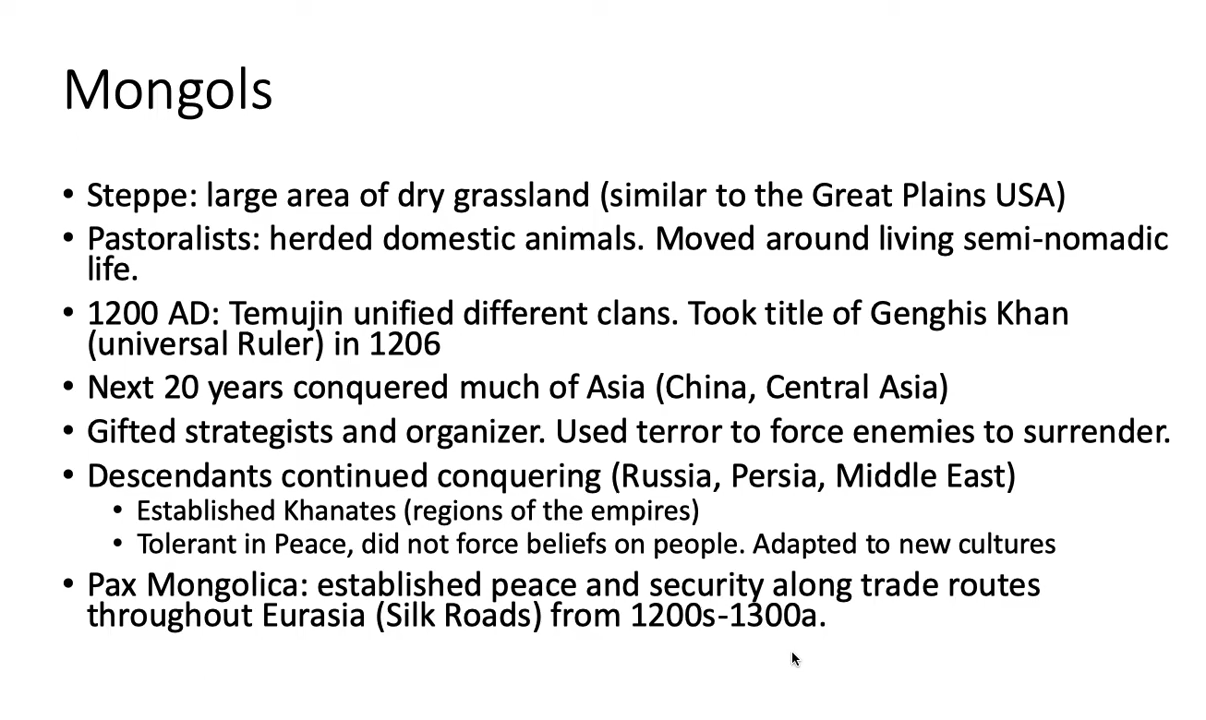 Mongols
• Steppe: large area of dry grassland (similar to the Great Plains USA)
• Pastoralists: herded domestic animals. Moved around living semi-nomadic
life.
• 1200 AD: Temujin unified different clans. Took title of Genghis Khan
(universal Ruler) in 1206
• Next 20 years conquered much of Asia (China, Central Asia)
• Gifted strategists and organizer. Used terror to force enemies to surrender.
• Descendants continued conquering (Russia, Persia, Middle East)
• Established Khanates (regions of the empires)
• Tolerant in Peace, did not force beliefs on people. Adapted to new cultures
• Pax Mongolica: established peace and security along trade routes
throughout Eurasia (Silk Roads) from 1200s-1300a.